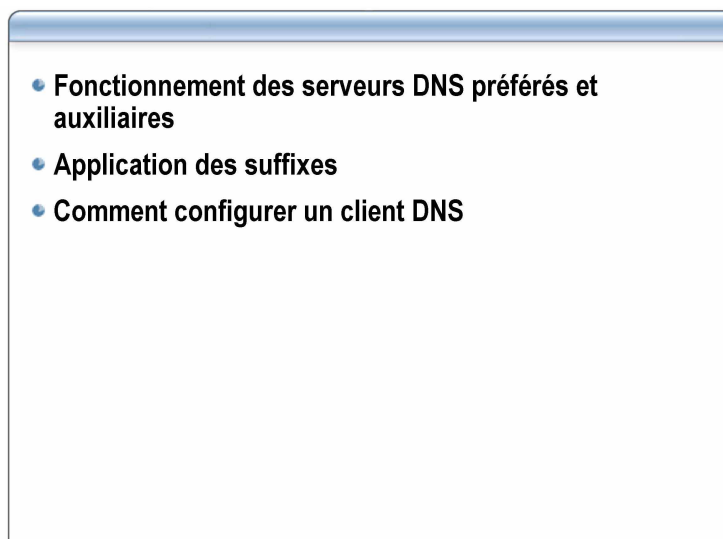 Fonctionnement des serveurs DNS préférés et
auxiliaires
Application des suffixes
Comment configurer un client DNS